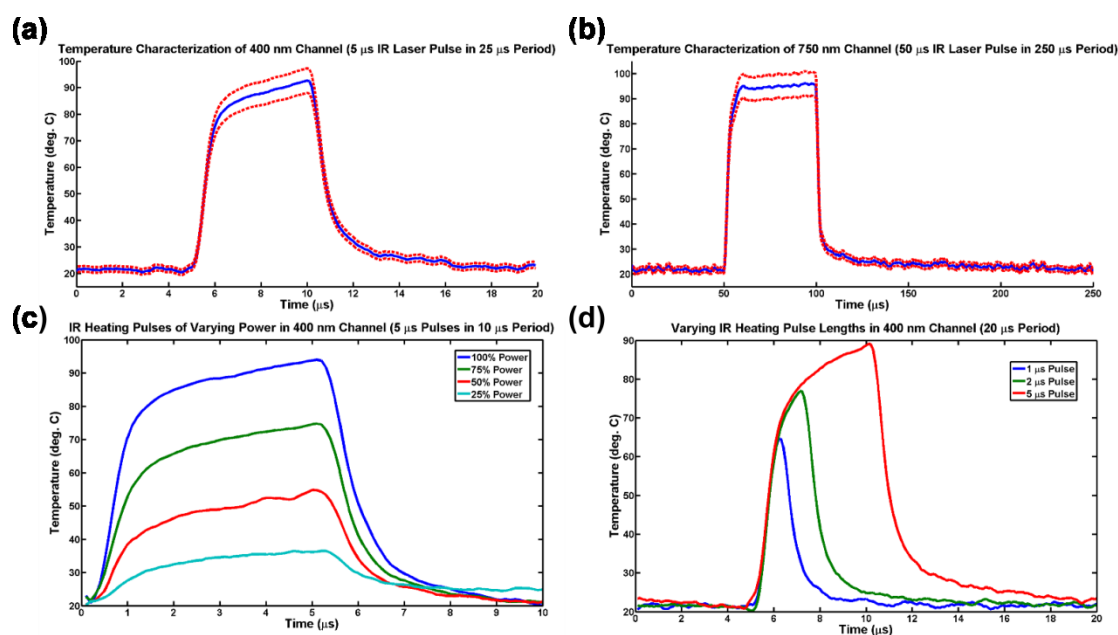 (a)
Temperature Characterization of 400 nm Channel (5 µs IR Laser Pulse in 25 µs Period)
100
90
80
70
60
50
40
30
20
Temperature (deg. C)
0 2 4 6 8 10 12 14 16 18 20
Time (µs)
(b)
Temperature Characterization of 750 nm Channel (50 µs IR Laser Pulse in 250 µs Period)
100
90
80
70
60
50
40
30
20
Temperature (deg. C)
0 50 100 150 200 250
Time (µs)
(c)
IR Heating Pulses of Varying Power in 400 nm Channel (5 µs Pulses in 10 µs Period)
100
90
80
70
60
50
40
30
20
Temperature (deg. C)
100% Power
75% Power
50% Power
25% Power
0 1 2 3 4 5 6 7 8 9 10
Time (µs)
(d)
Varying IR Heating Pulse Lengths in 400 nm Channel (20 µs Period)
90
80
70
60
50
40
30
20
Temperature (deg. C)
1 µs Pulse
2 µs Pulse
5 µs Pulse
0 2 4 6 8 10 12 14 16 18 20
Time (µs)